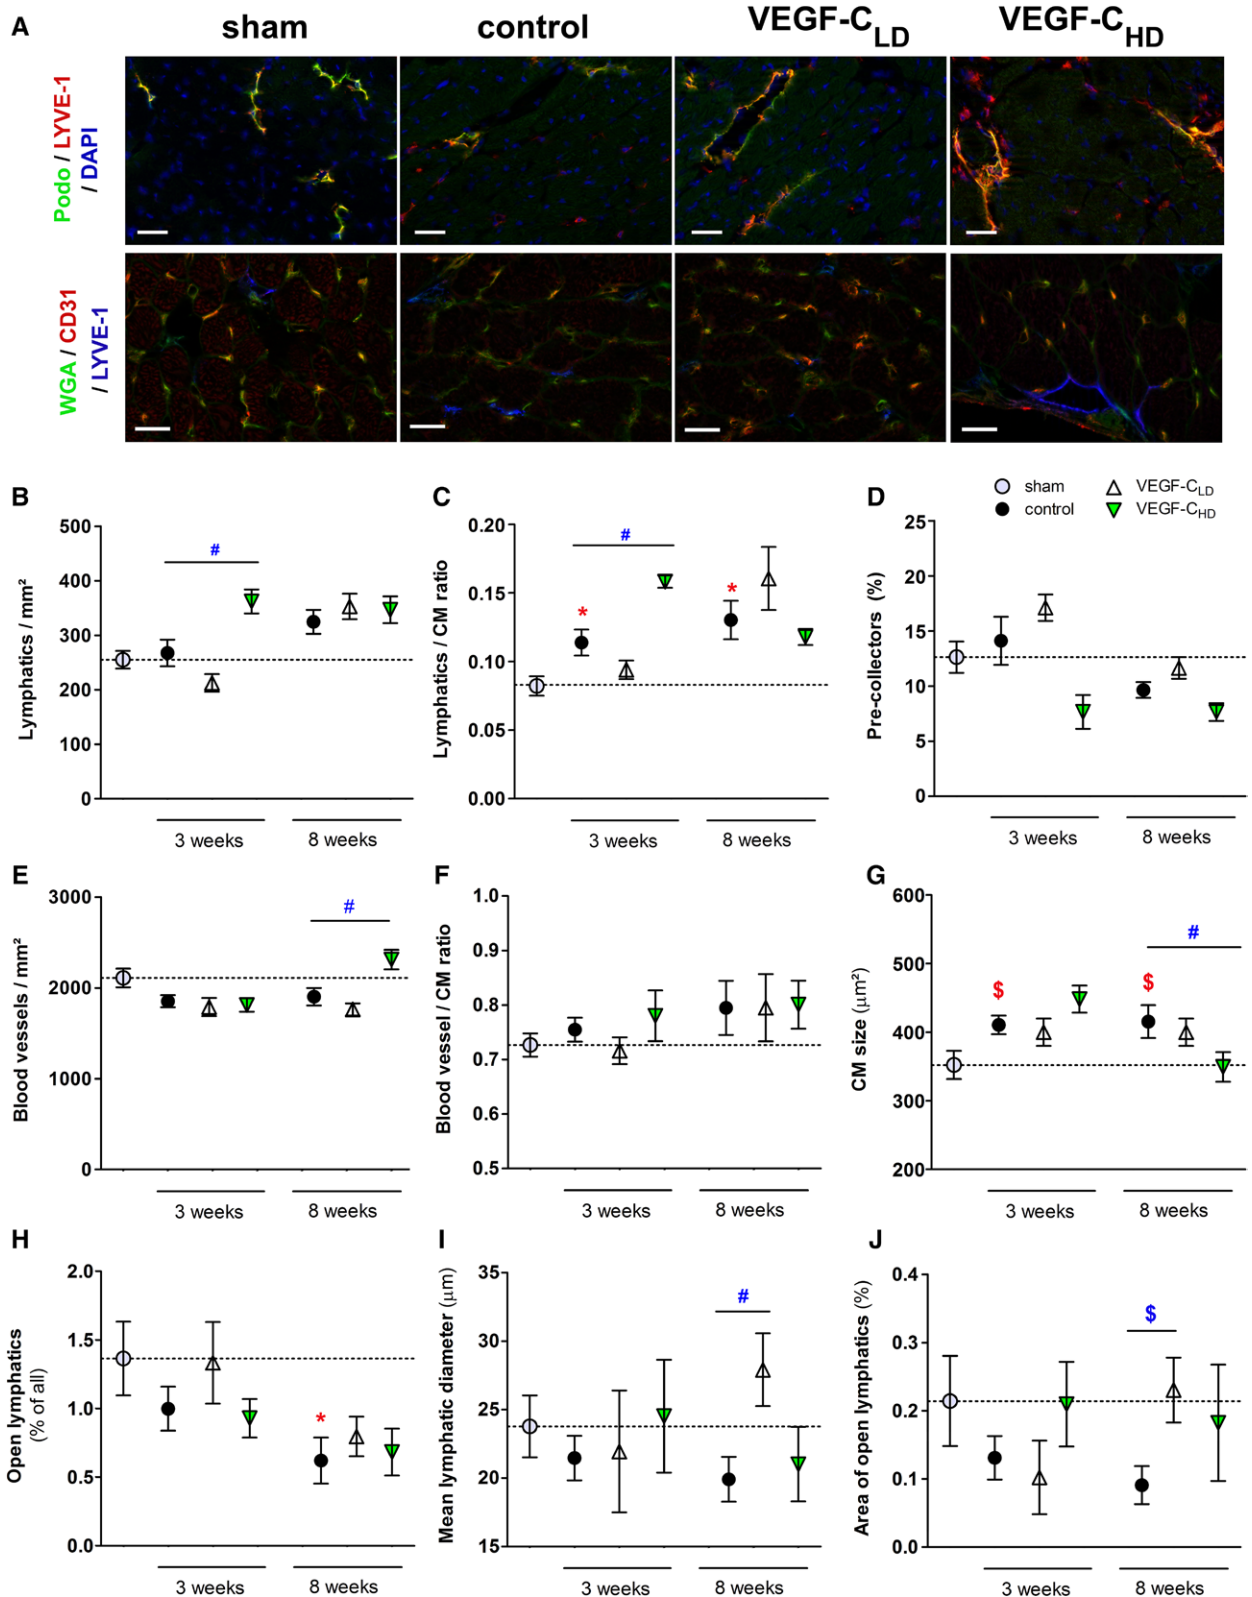 A
sham
control
VEGF-CLD
VEGF-CHD
Podo / LYVE-1
/ DAPI
WGA / CD31
/ LYVE-1
B
Lymphatics / mm²
500
400
300
200
100
0
#
3 weeks
8 weeks
C
Lymphatics / CM ratio
0.20
0.15
0.10
0.05
0.00
*
#
*
3 weeks
8 weeks
D
sham
control
VEGF-CLD
VEGF-CHD
Pre-collectors (%)
25
20
15
10
5
0
3 weeks
8 weeks
E
Blood vessels / mm²
3000
2000
1000
0
#
3 weeks
8 weeks
F
Blood vessel / CM ratio
1.0
0.9
0.8
0.7
0.6
0.5
3 weeks
8 weeks
G
CM size (µm²)
600
500
400
300
200
$
$
#
3 weeks
8 weeks
H
Open lymphatics
(% of all)
2.0
1.5
1.0
0.5
0.0
*
3 weeks
8 weeks
I
Mean lymphatic diameter (µm)
35
30
25
20
15
#
3 weeks
8 weeks
J
Area of open lymphatics (%)
0.4
0.3
0.2
0.1
0.0
$
3 weeks
8 weeks